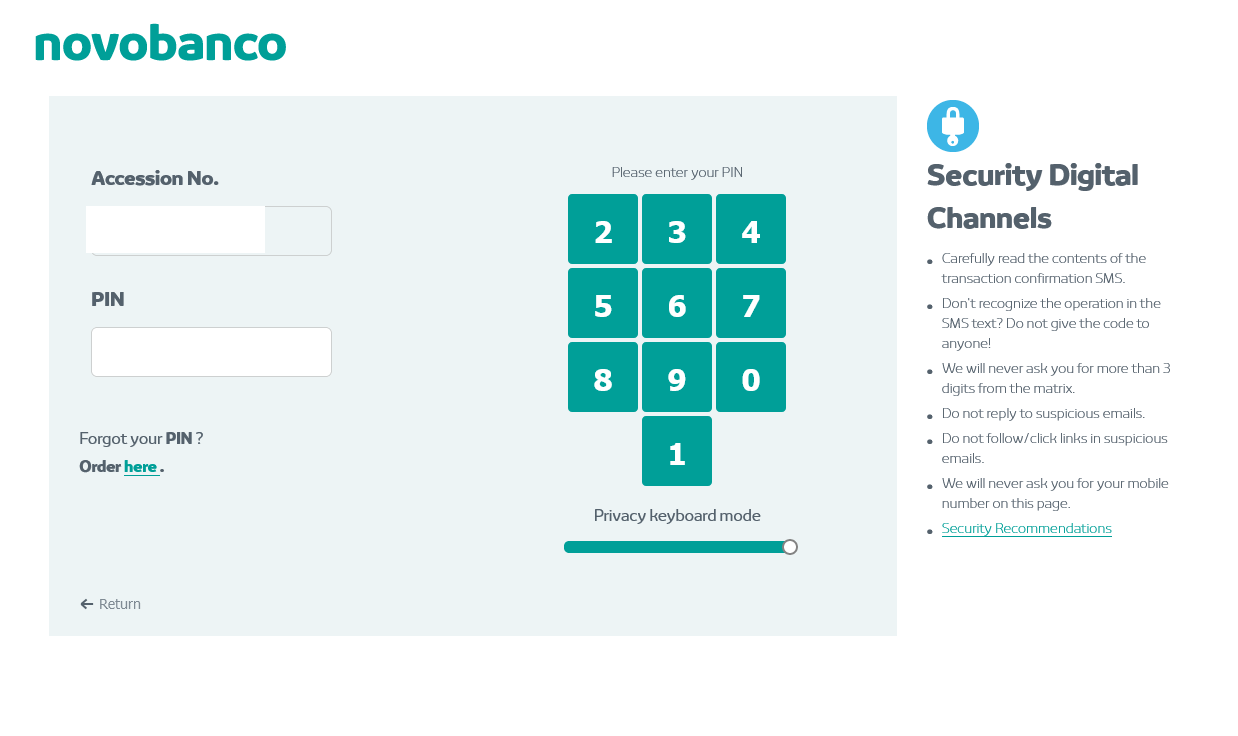 novobanco
Accession No.
PIN
Forgot your PIN ?
Order here .
Return
Please enter your PIN
2 3 4
5 6 7
8 9 0
1
Privacy keyboard mode
Security Digital
Channels
Carefully read the contents of the
transaction confirmation SMS.
Don't recognize the operation in the
SMS text? Do not give the code to
anyone!
We will never ask you for more than 3
digits from the matrix.
Do not reply to suspicious emails.
Do not follow/click links in suspicious
emails.
We will never ask you for your mobile
number on this page.
Security Recommendations